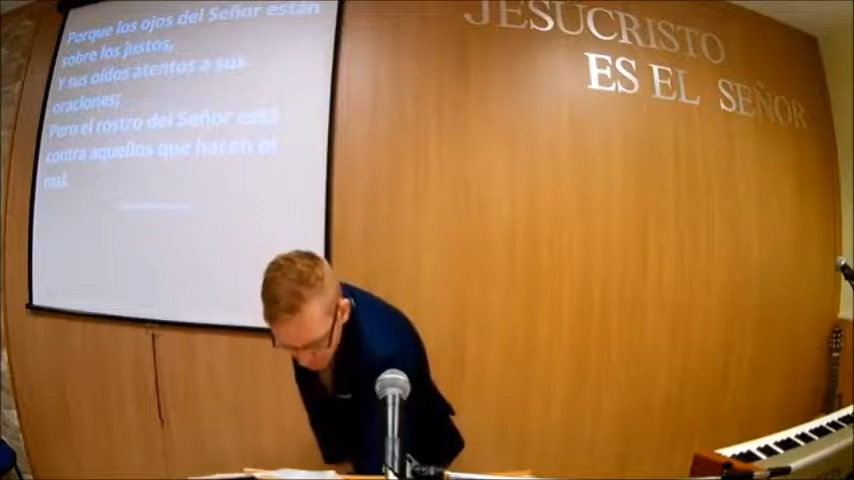 Porque los ojos del Señor están
sobre los justos,
Y sus oídos atentos a sus
oraciones;
Pero el rostro del Señor está
contra aquellos que hacen el
mal.
JESUCRISTO
ES EL SEÑOR